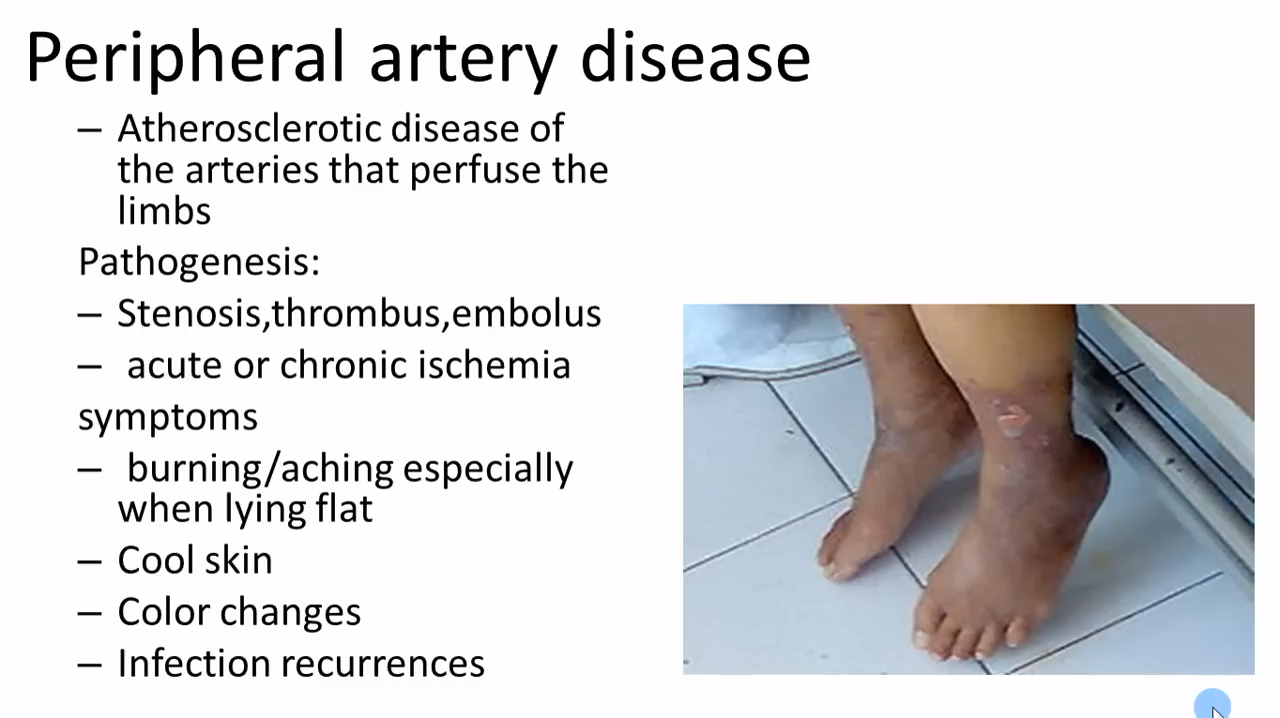 Peripheral artery disease
– Atherosclerotic disease of
the arteries that perfuse the
limbs
Pathogenesis:
– Stenosis,thrombus,embolus
– acute or chronic ischemia
symptoms
– burning/aching especially
when lying flat
– Cool skin
– Color changes
– Infection recurrences